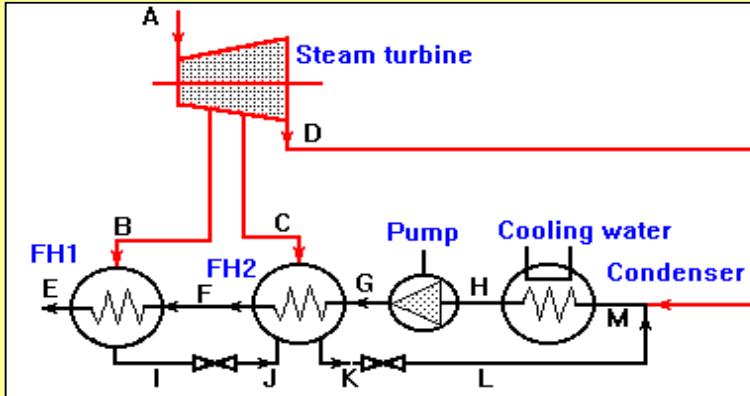 A
Steam turbine
D
B
C
Pump
Cooling water
FH1
FH2
Condenser
E
F
G
H
M
I
J
K
L